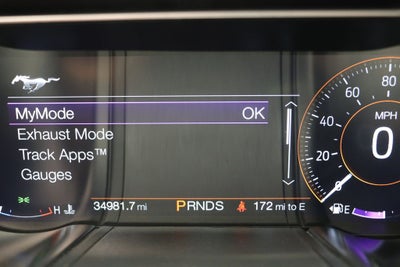 MyMode OK
Exhaust Mode
Track Apps™
Gauges
H
34981.7 mi PRNDS 172 mi to E
80
60
40
20
0
MPH
0
E